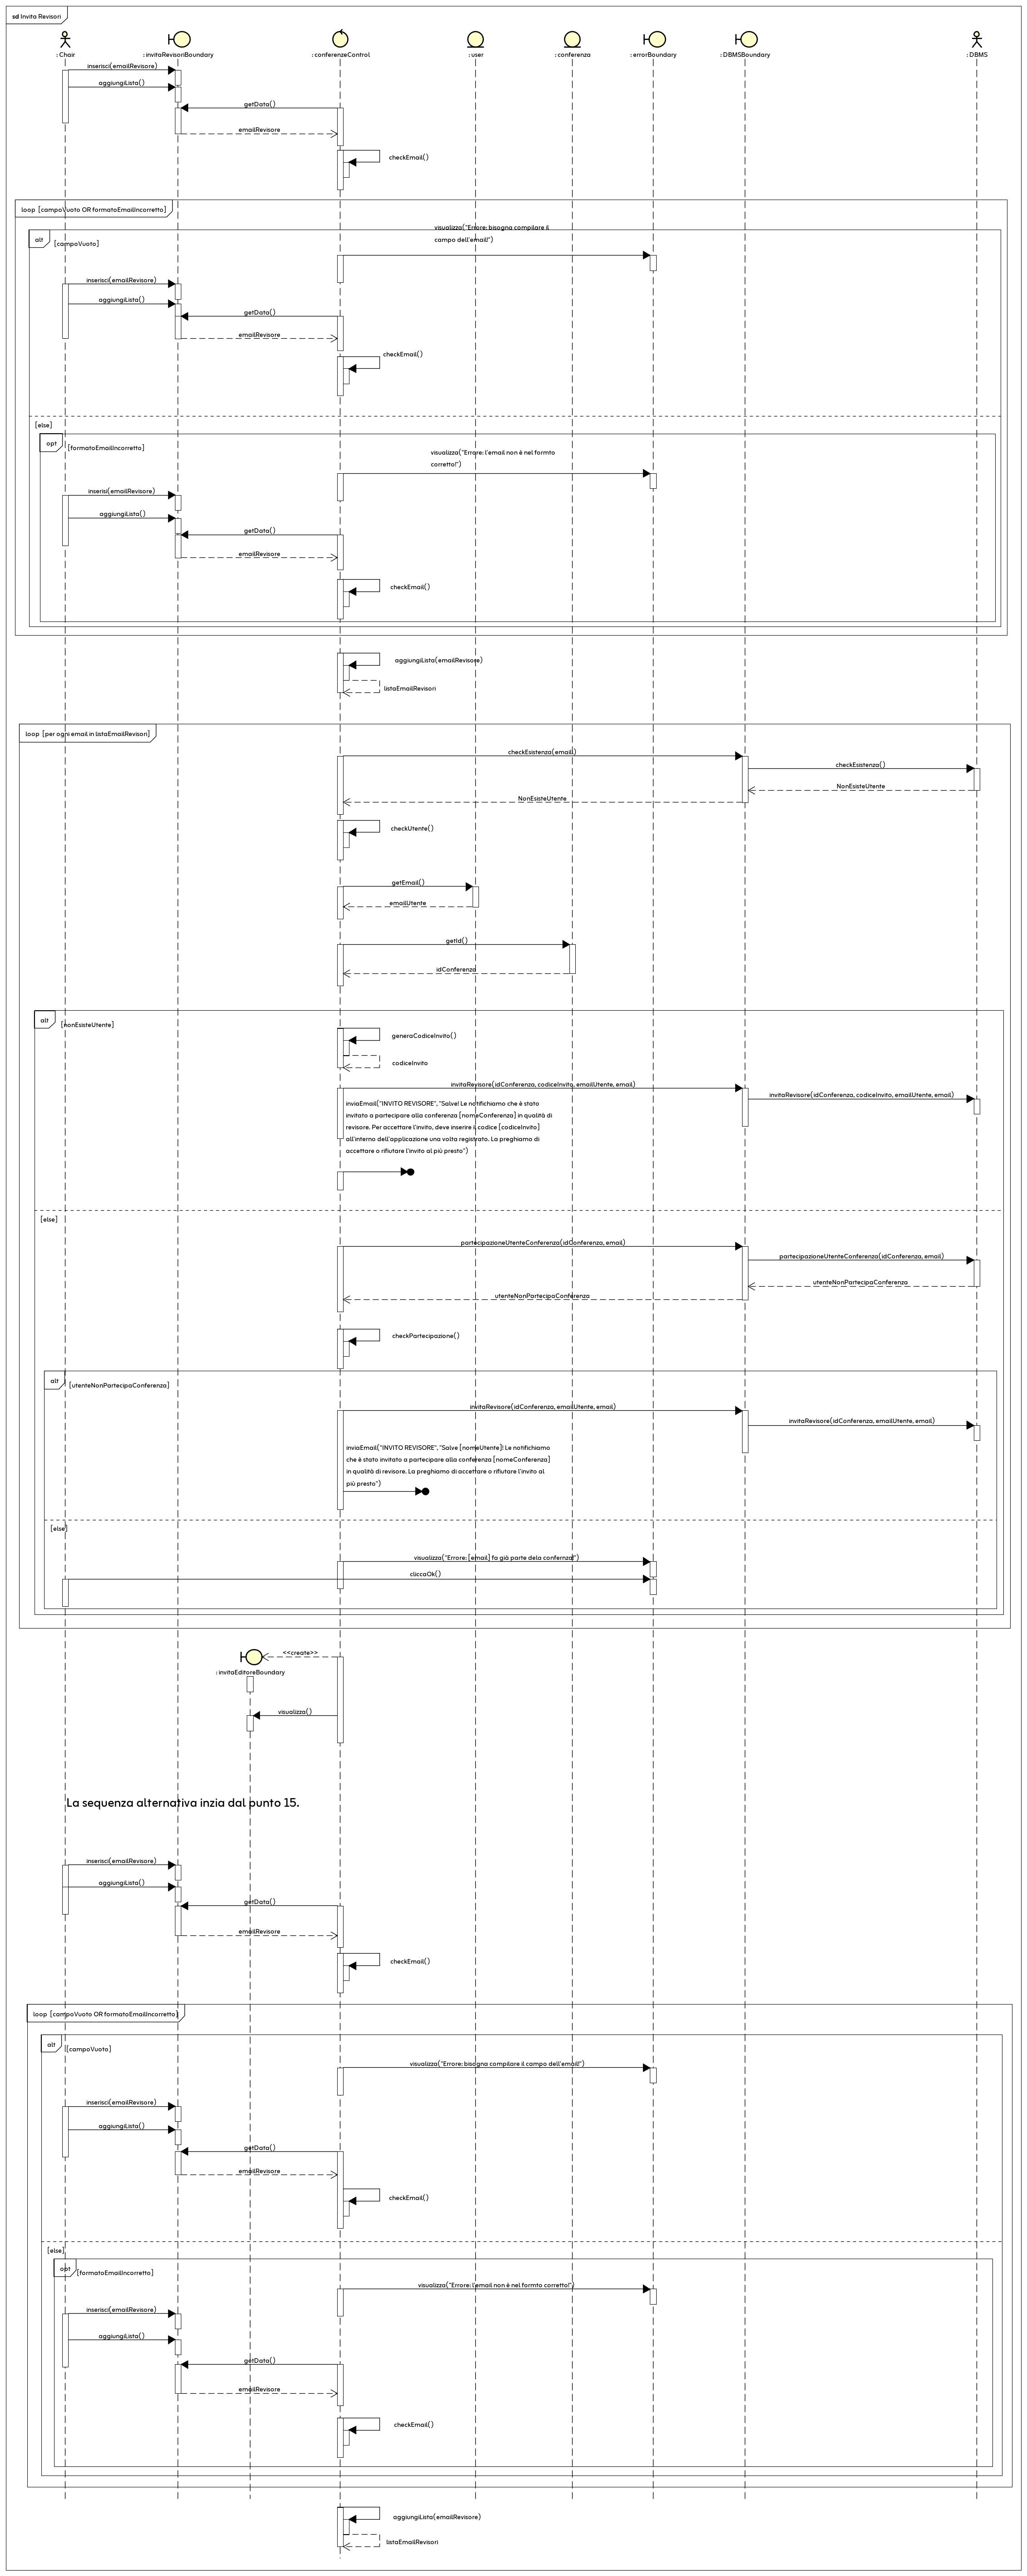 sd Invita Revisori
: Chair
: invitaRevisoriBoundary
: conferenzeControl
: user
: conferenza
: errorBoundary
: DBMSBoundary
: DBMS
inserisci(emailRevisore)
aggiungiLista()
getData()
emailRevisore
checkEmail()
loop [campoVuoto OR formatoEmailIncorretto]
visualizza("Errore: bisogna compilare il
campo dell'email!")
alt
[campoVuoto]
inserisci(emailRevisore)
aggiungiLista()
getData()
emailRevisore
checkEmail()
[else]
opt
[formatoEmailIncorretto]
visualizza("Errore: l'email non è nel formto
corretto!")
inserisi(emailRevisore)
aggiungiLista()
getData()
emailRevisore
checkEmail()
aggiungiLista(emailRevisore)
listaEmailRevisori
loop [per ogni email in listaEmailRevisori]
checkEsistenza(email)
checkEsistenza()
NonEsisteUtente
NonEsisteUtente
checkUtente()
getEmail()
emailUtente
getId()
idConferenza
alt
[nonEsisteUtente]
generaCodiceInvito()
codiceInvito
invitaRevisore(idConferenza, codiceInvito, emailUtente, email)
invitaRevisore(idConferenza, codiceInvito, emailUtente, email)
inviaEmail("INVITO REVISORE", "Salve! Le notifichiamo che è stato
invitato a partecipare alla conferenza [nomeConferenza] in qualità di
revisore. Per accettare l'invito, deve inserire il codice [codiceInvito]
all'interno dell'applicazione una volta registrato. La preghiamo di
accettare o rifiutare l'invito al più presto")
[else]
partecipazioneUtenteConferenza(idConferenza, email)
partecipazioneUtenteConferenza(idConferenza, email)
utenteNonPartecipaConferenza
utenteNonPartecipaConferenza
checkPartecipazione()
alt
[utenteNonPartecipaConferenza]
invitaRevisore(idConferenza, emailUtente, email)
invitaRevisore(idConferenza, emailUtente, email)
inviaEmail("INVITO REVISORE", "Salve [nomeUtente]! Le notifichiamo
che è stato invitato a partecipare alla conferenza [nomeConferenza]
in qualità di revisore. La preghiamo di accettare o rifiutare l'invito al
più presto")
[else]
visualizza("Errore: [email] fa già parte dela confernza!")
cliccaOk()
<<create>>
: invitaEditoreBoundary
visualizza()
La sequenza alternativa inzia dal punto 15.
inserisci(emailRevisore)
aggiungiLista()
getData()
emailRevisore
checkEmail()
loop [campoVuoto OR formatoEmailIncorretto]
alt
[campoVuoto]
visualizza("Errore: bisogna compilare il campo dell'email!")
inserisci(emailRevisore)
aggiungiLista()
getData()
emailRevisore
checkEmail()
[else]
opt
[formatoEmailIncorretto]
visualizza("Errore: l'email non è nel formto corretto!")
inserisci(emailRevisore)
aggiungiLista()
getData()
emailRevisore
checkEmail()
aggiungiLista(emailRevisore)
listaEmailRevisori